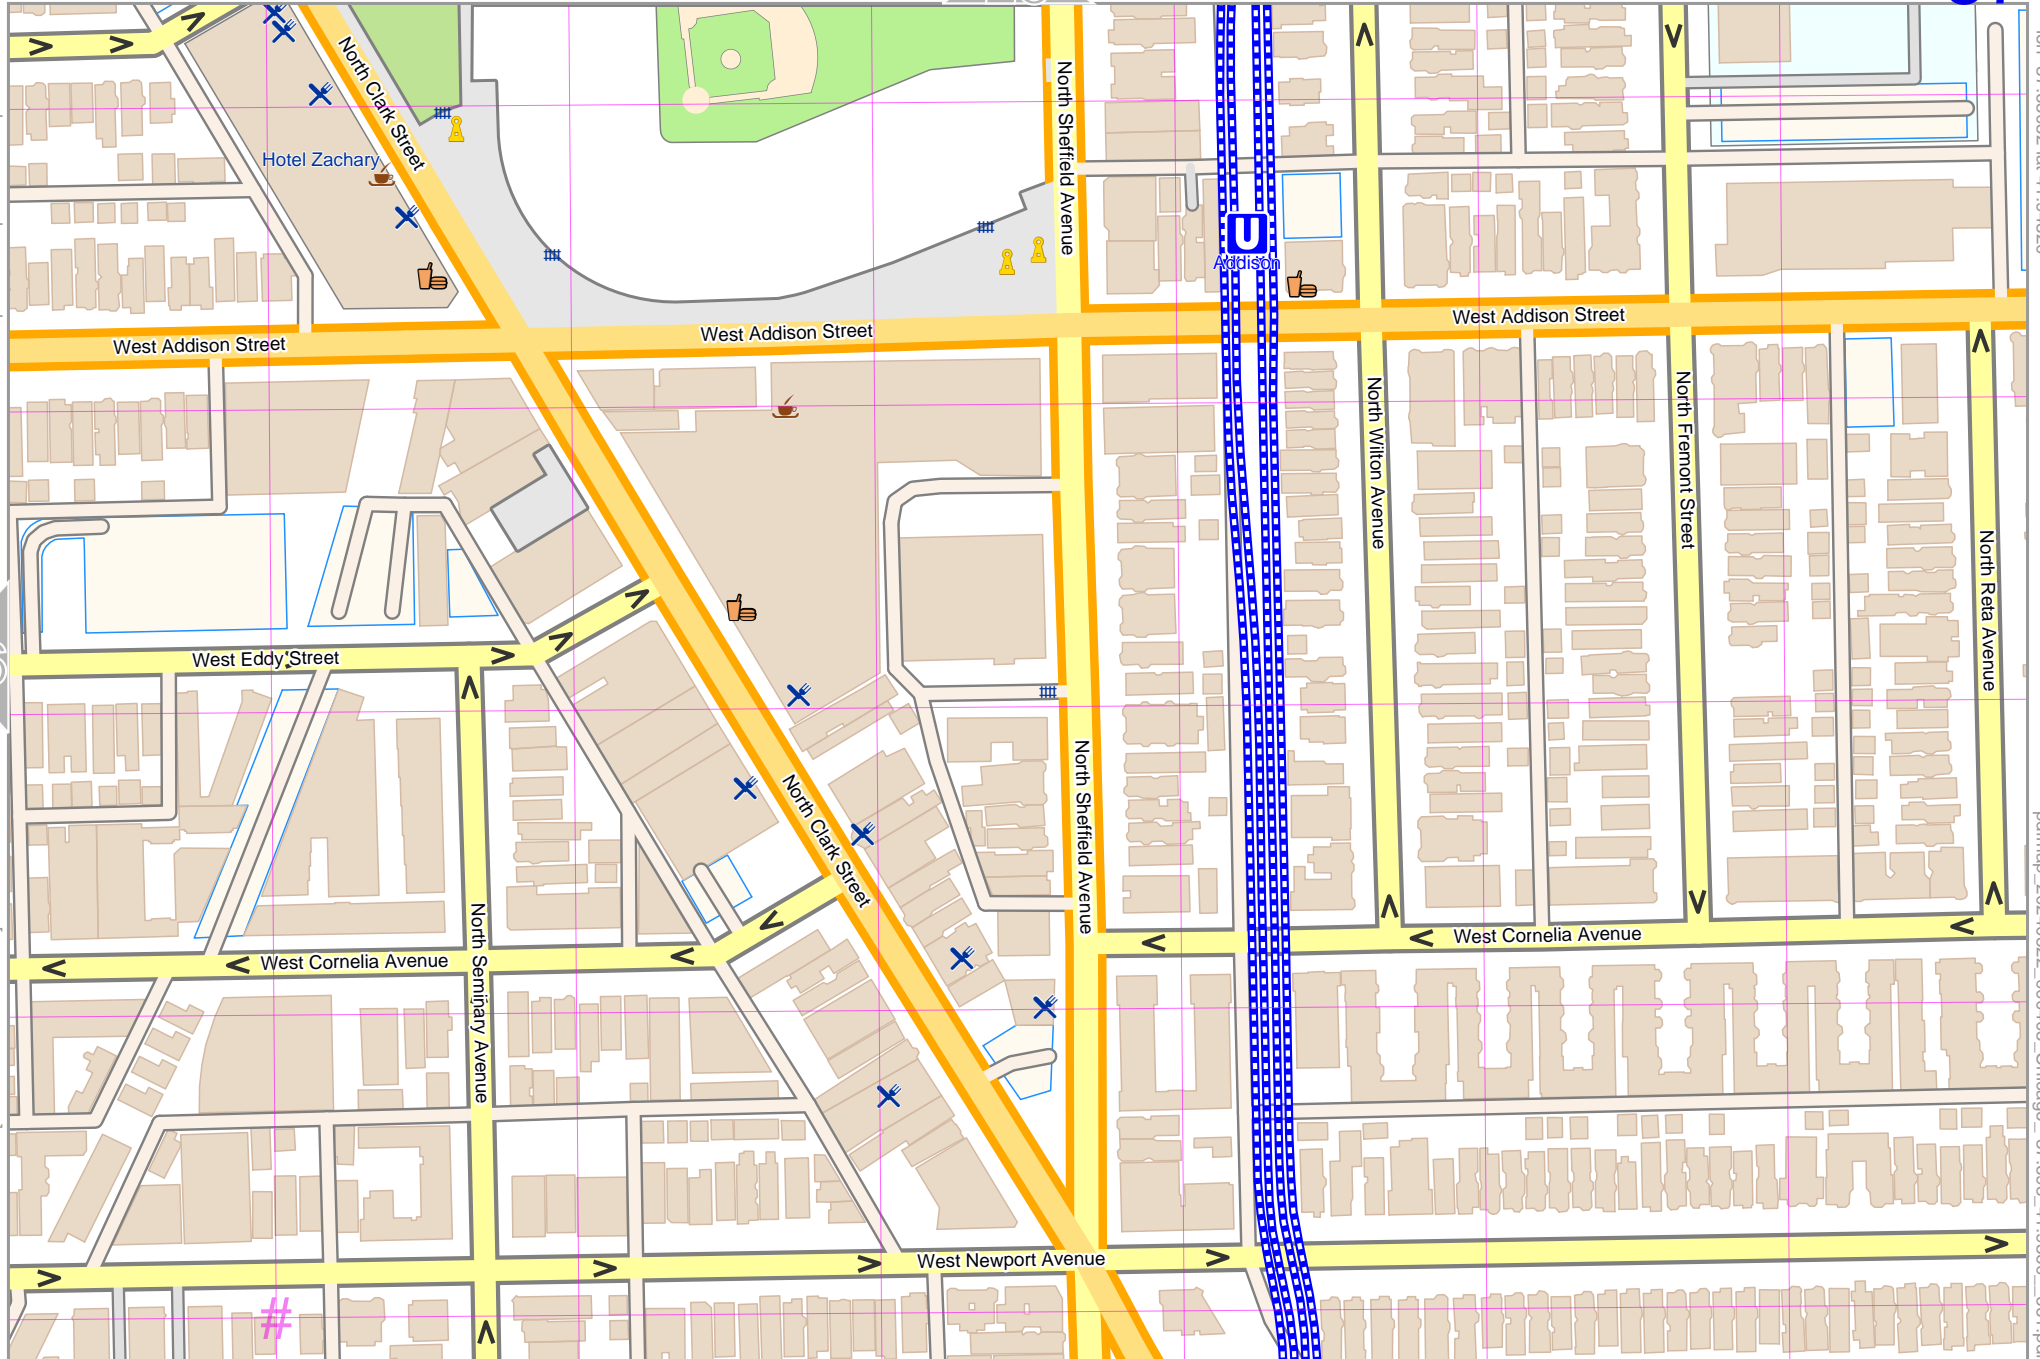 North Clark Street
North Sheffield Avenue
Hotel Zachary
U
Addison
West Addison Street
West Addison Street
West Addison Street
North Wilton Avenue
North Fremont Street
North Reta Avenue
West Eddy Street
North Clark Street
North Sheffield Avenue
North Seminary Avenue
West Cornelia Avenue
West Cornelia Avenue
West Newport Avenue
#